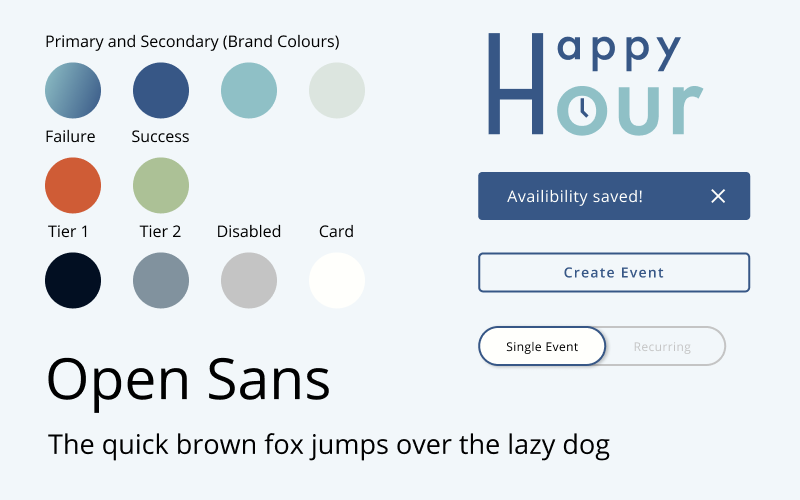 Primary and Secondary (Brand Colours)
Failure Success
Tier 1 Tier 2 Disabled Card
Open Sans
The quick brown fox jumps over the lazy dog
Happy
Hour
Availibility saved!
Create Event
Single Event Recurring